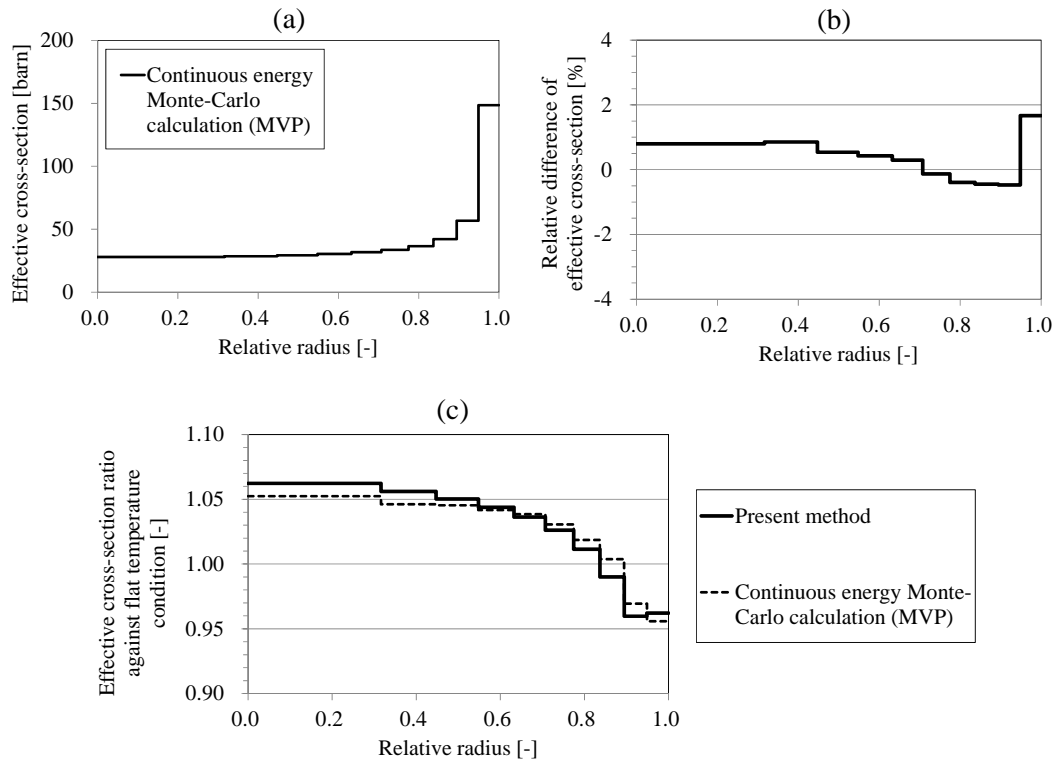 (a)
200
150
100
50
0
Effective cross-section [barn]
Continuous energy
Monte-Carlo
calculation (MVP)
0.0 0.2 0.4 0.6 0.8 1.0
Relative radius [-]
(b)
4
2
0
-2
-4
Relative difference of
effective cross-section [%]
0.0 0.2 0.4 0.6 0.8 1.0
Relative radius [-]
(c)
1.10
1.05
1.00
0.95
0.90
Effective cross-section ratio
against flat temperature
condition [-]
0.0 0.2 0.4 0.6 0.8 1.0
Relative radius [-]
Present method
Continuous energy Monte-
Carlo calculation (MVP)